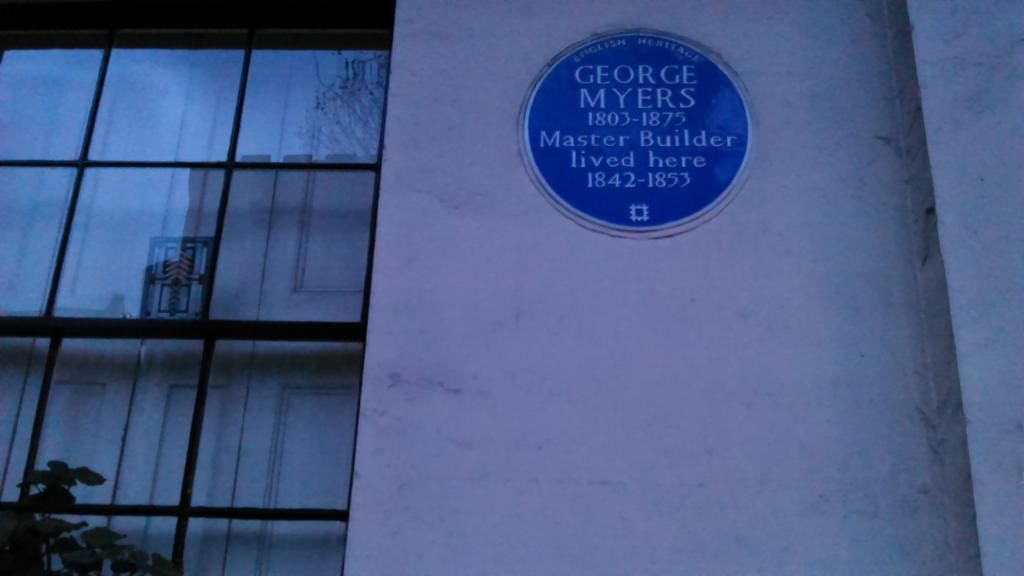 ENGLISH HERITAGE
GEORGE
MYERS
1803-1875
Master Builder
lived here
1842-1853